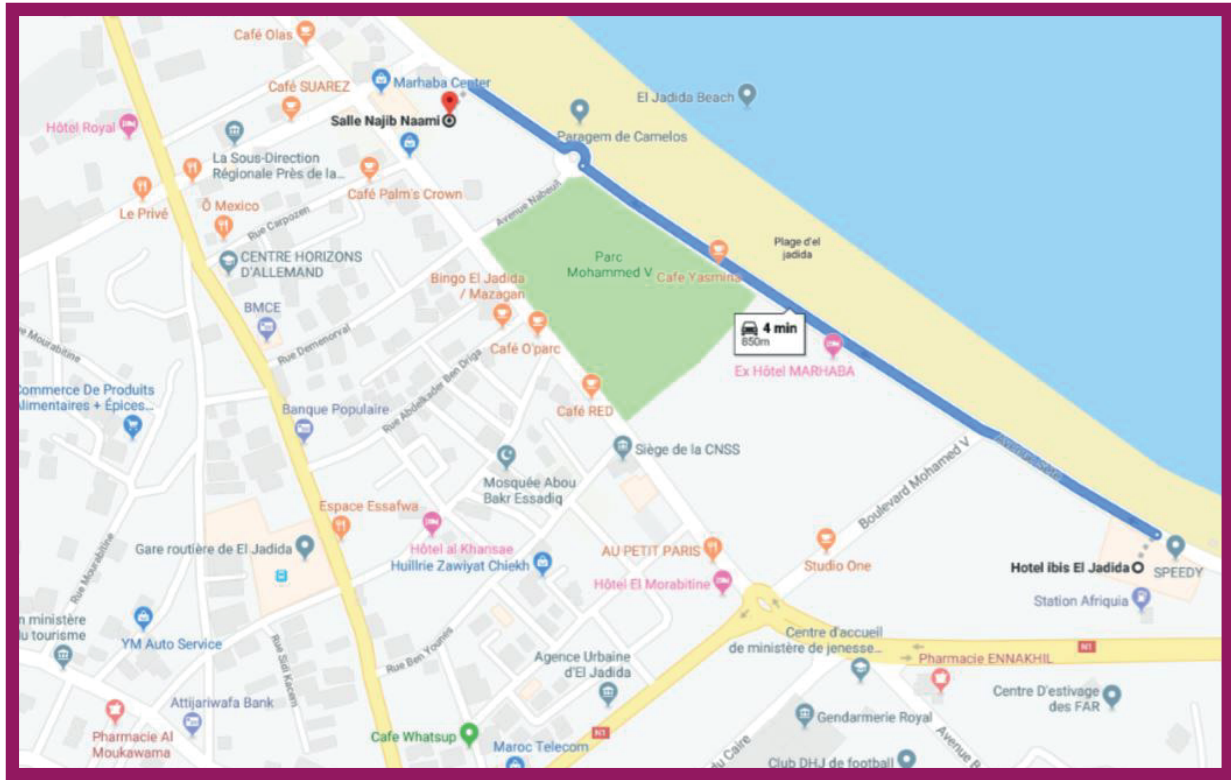 Café Olas
Café SUAREZ
Marhaba Center
El Jadida Beach
Hôtel Royal
Salle Najib Naami
Paragem de Camelos
La Sous-Direction
Régionale Près de la...
Café Palm's Crown
Avenue Nabeul
Le Privé
Ô Mexico
Rue Carpozen
Plage d'el
jadida
CENTRE HORIZONS
D'ALLEMAND
Parc
Mohammed V
Cafe Yasmina
Bingo El Jadida
/ Mazagan
BMCE
4 min
850m
Rue Mourabitine
Rue Demenorval
Café O'parc
Ex Hôtel MARHABA
Rue Abdelkader Ben Driga
Commerce De Produits
Alimentaires + Épices...
Banque Populaire
Café RED
Siège de la CNSS
Boulevard Mohamed V
Mosquée Abou
Bakr Essadiq
Espace Essafwa
Gare routière de El Jadida
Hôtel al Khansae
Huillrie Zawiyat Chiekh
AU PETIT PARIS
Hôtel El Morabitine
Studio One
Hotel ibis El Jadida
SPEEDY
Station Afriquia
Rue Mourabitine
n ministère
du tourisme
YM Auto Service
Rue Sidi Kacem
Rue Ben Younes
Centre d'accueil
de ministère de jenesse...
N1
Pharmacie ENNAKHIL
Agence Urbaine
d'El Jadida
Centre D'estivage
des FAR
Attijariwafa Bank
Pharmacie Al
Moukawama
Cafe Whatsup
N1
Maroc Telecom
Gendarmerie Royal
du Caire
Club DHJ de football
Avenue B